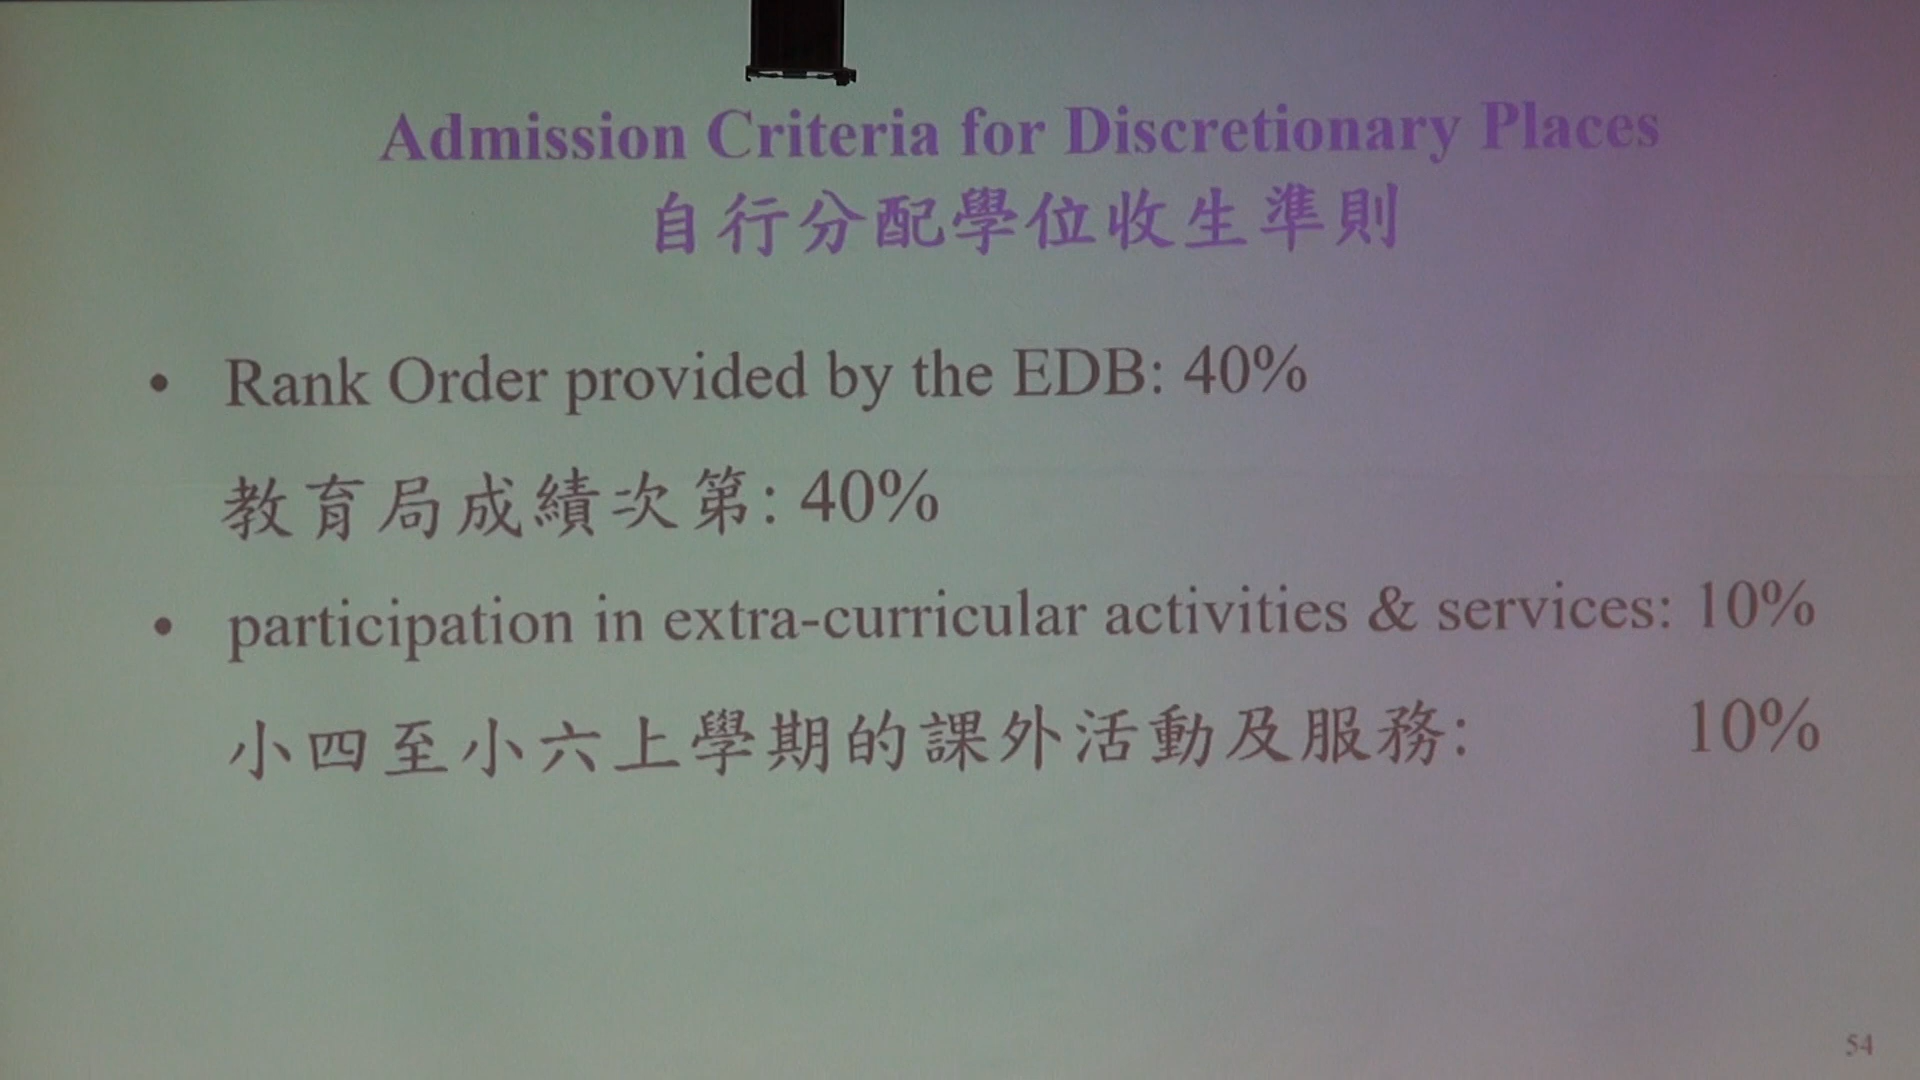 Admission Criteria for Discretionary Places
自行分配學位收生準則
• Rank Order provided by the EDB: 40%
教育局成績次第: 40%
• participation in extra-curricular activities & services: 10%
小四至小六上學期的課外活動及服務: 10%
54